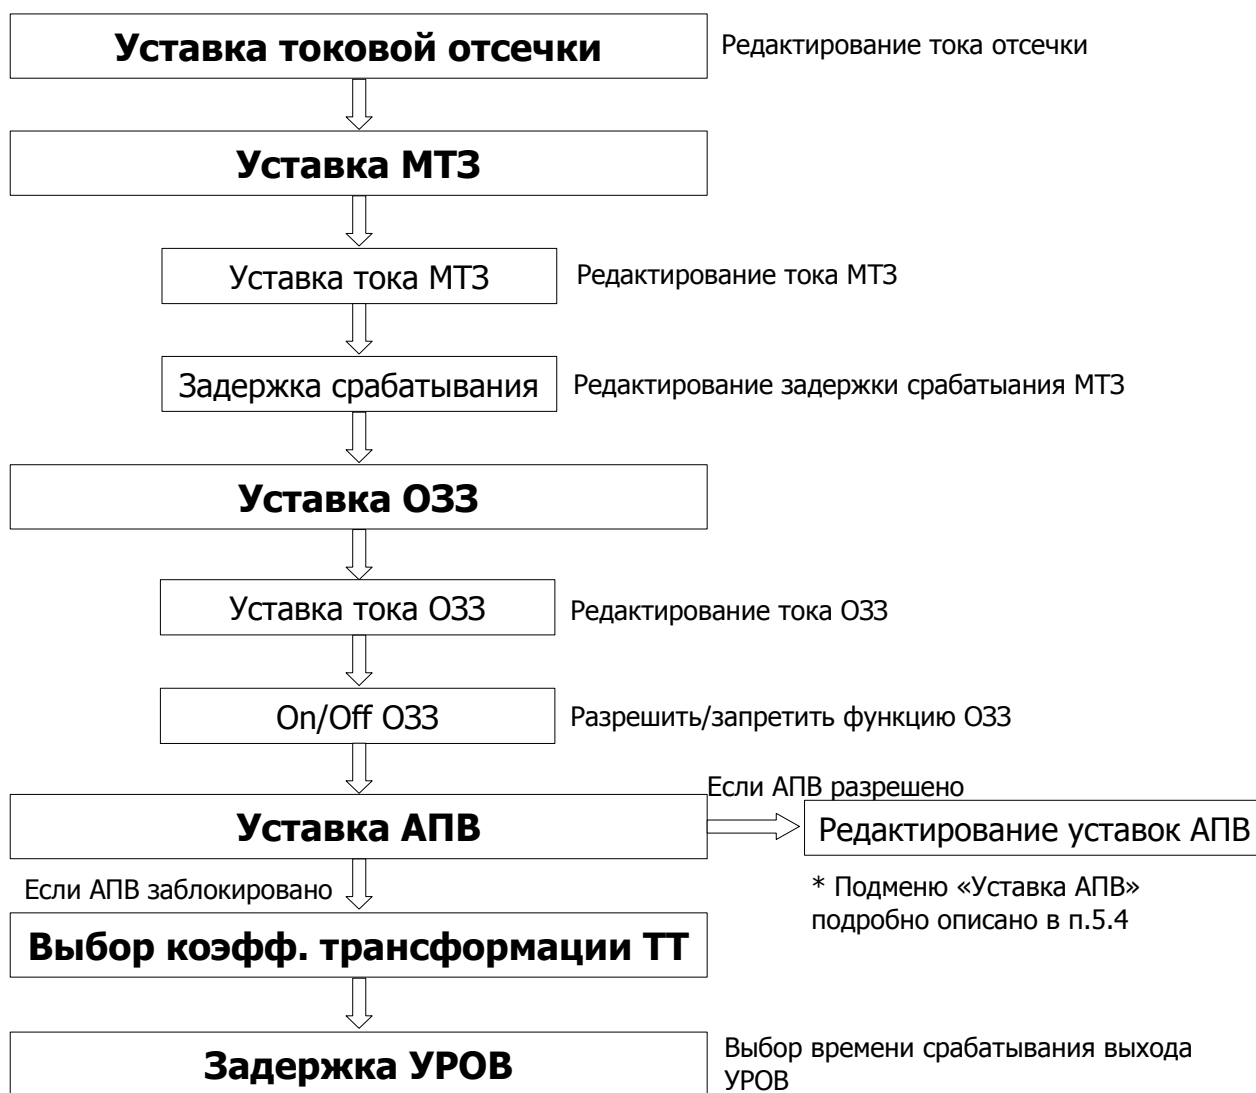 Уставка токовой отсечки
Редактирование тока отсечки
Уставка МТЗ
Уставка тока МТЗ
Редактирование тока МТЗ
Задержка срабатывания
Редактирование задержки срабатыания МТЗ
Уставка ОЗЗ
Уставка тока ОЗЗ
Редактирование тока ОЗЗ
On/Off ОЗЗ
Разрешить/запретить функцию ОЗЗ
Если АПВ разрешено
Уставка АПВ
Редактирование уставок АПВ
Если АПВ заблокировано
* Подменю «Уставка АПВ»
подробно описано в п.5.4
Выбор коэфф. трансформации ТТ
Задержка УРОВ
Выбор времени срабатывания выхода
УРОВ